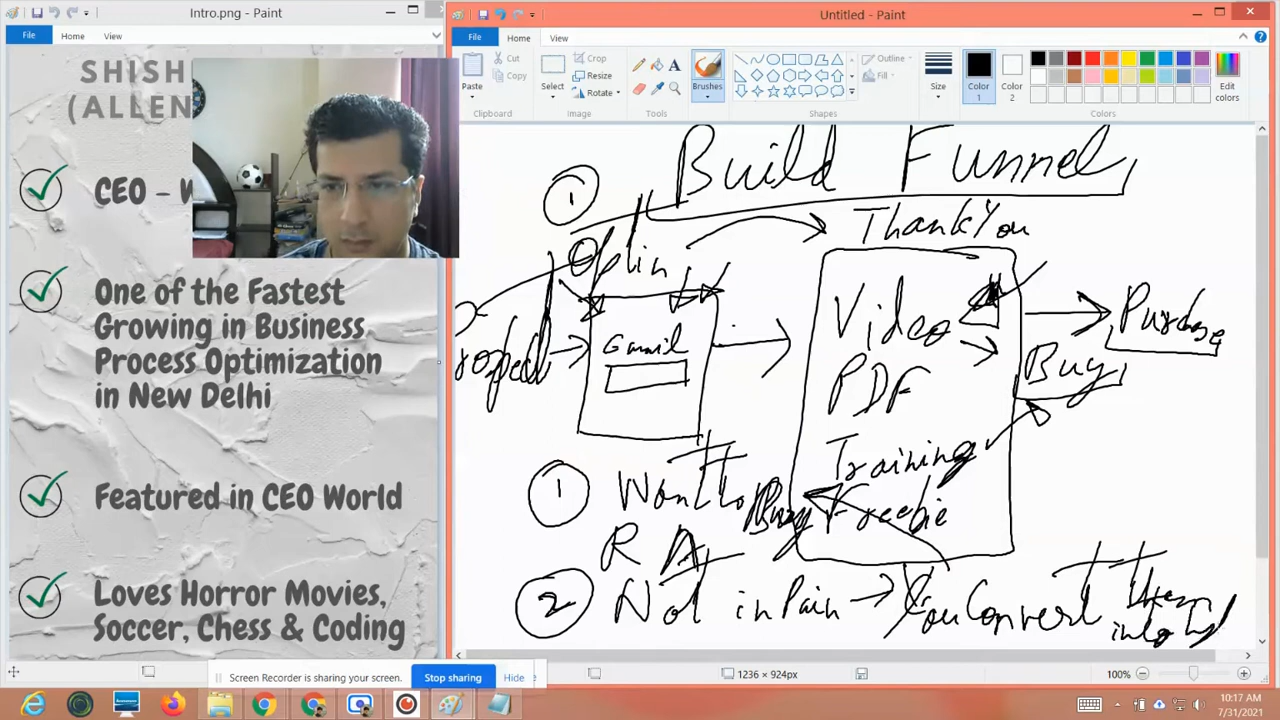 Intro.png - Paint
File
Home
View
SHISH
(ALLEN
CEO - W
One of the Fastest
Growing in Business
Process Optimization
in New Delhi
Featured in CEO World
Loves Horror Movies,
Soccer, Chess & Coding
Untitled - Paint
File
Home
View
Paste
Cut
Copy
Clipboard
Select
Crop
Resize
Rotate
Image
Tools
Brushes
Shapes
Outline
Fill
Size
Color
1
Color
2
Edit
colors
Colors
Build Funnel
1
Optin
Thank You
Gmail
Video
PDF
Training
Freebie
Buy
Purchase
1 Want to Buy
R A
2 Not in Pain → You Convert them
into
Screen Recorder is sharing your screen.
Stop sharing
Hide
1236 × 924px
100%
10:17 AM
7/31/2021